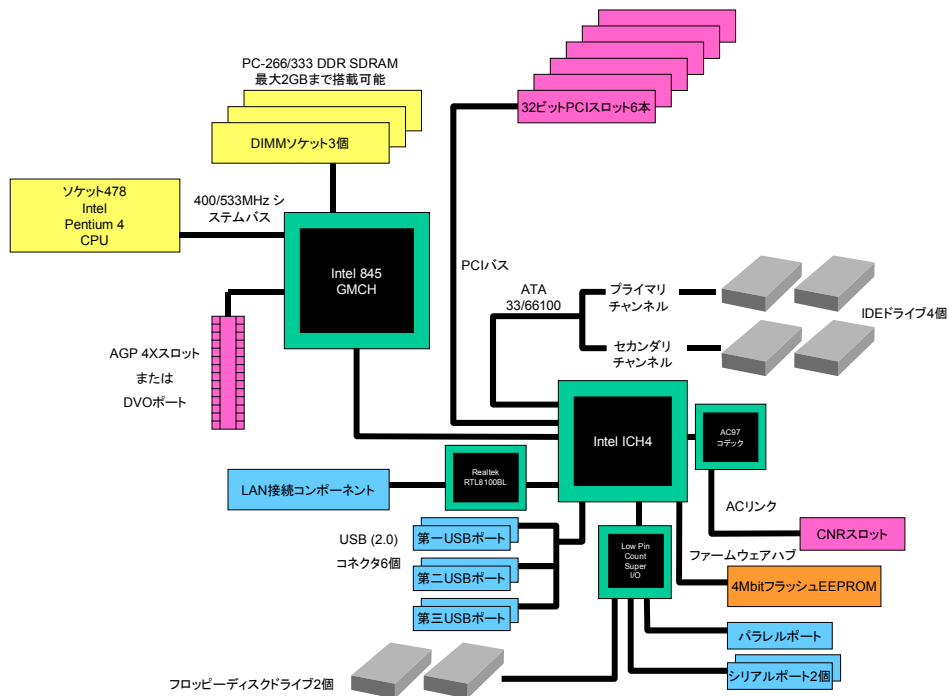 PC-266/333 DDR SDRAM
最大2GBまで搭載可能
32ビットPCIスロット6本
DIMMソケット3個
ソケット478
Intel
Pentium 4
CPU
400/533MHz シ
ステムバス
Intel 845
GMCH
PCIバス
ATA
33/66100
プライマリ
チャンネル
IDEドライブ4個
セカンダリ
チャンネル
AGP 4Xスロット
または
DVOポート
Intel ICH4
AC97
コデック
Realtek
RTL8100BL
LAN接続コンポーネント
ACリンク
CNRスロット
USB (2.0)
コネクタ6個
第一USBポート
第二USBポート
第三USBポート
Low Pin
Count
Super
I/O
ファームウェアハブ
4MbitフラッシュEEPROM
パラレルポート
シリアルポート2個
フロッピーディスクドライブ2個